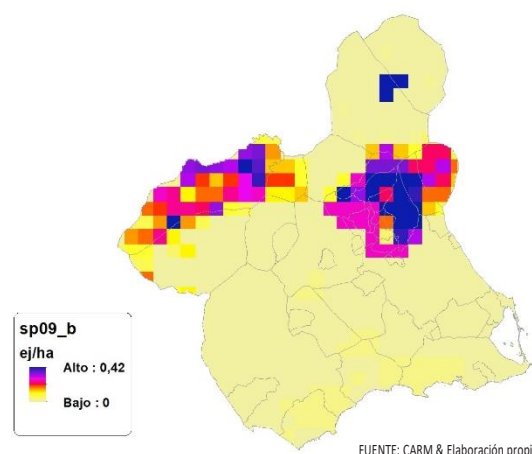 sp09_b
ej/ha
Alto : 0,42
Bajo : 0
FUENTE: CARM & Elaboración propi